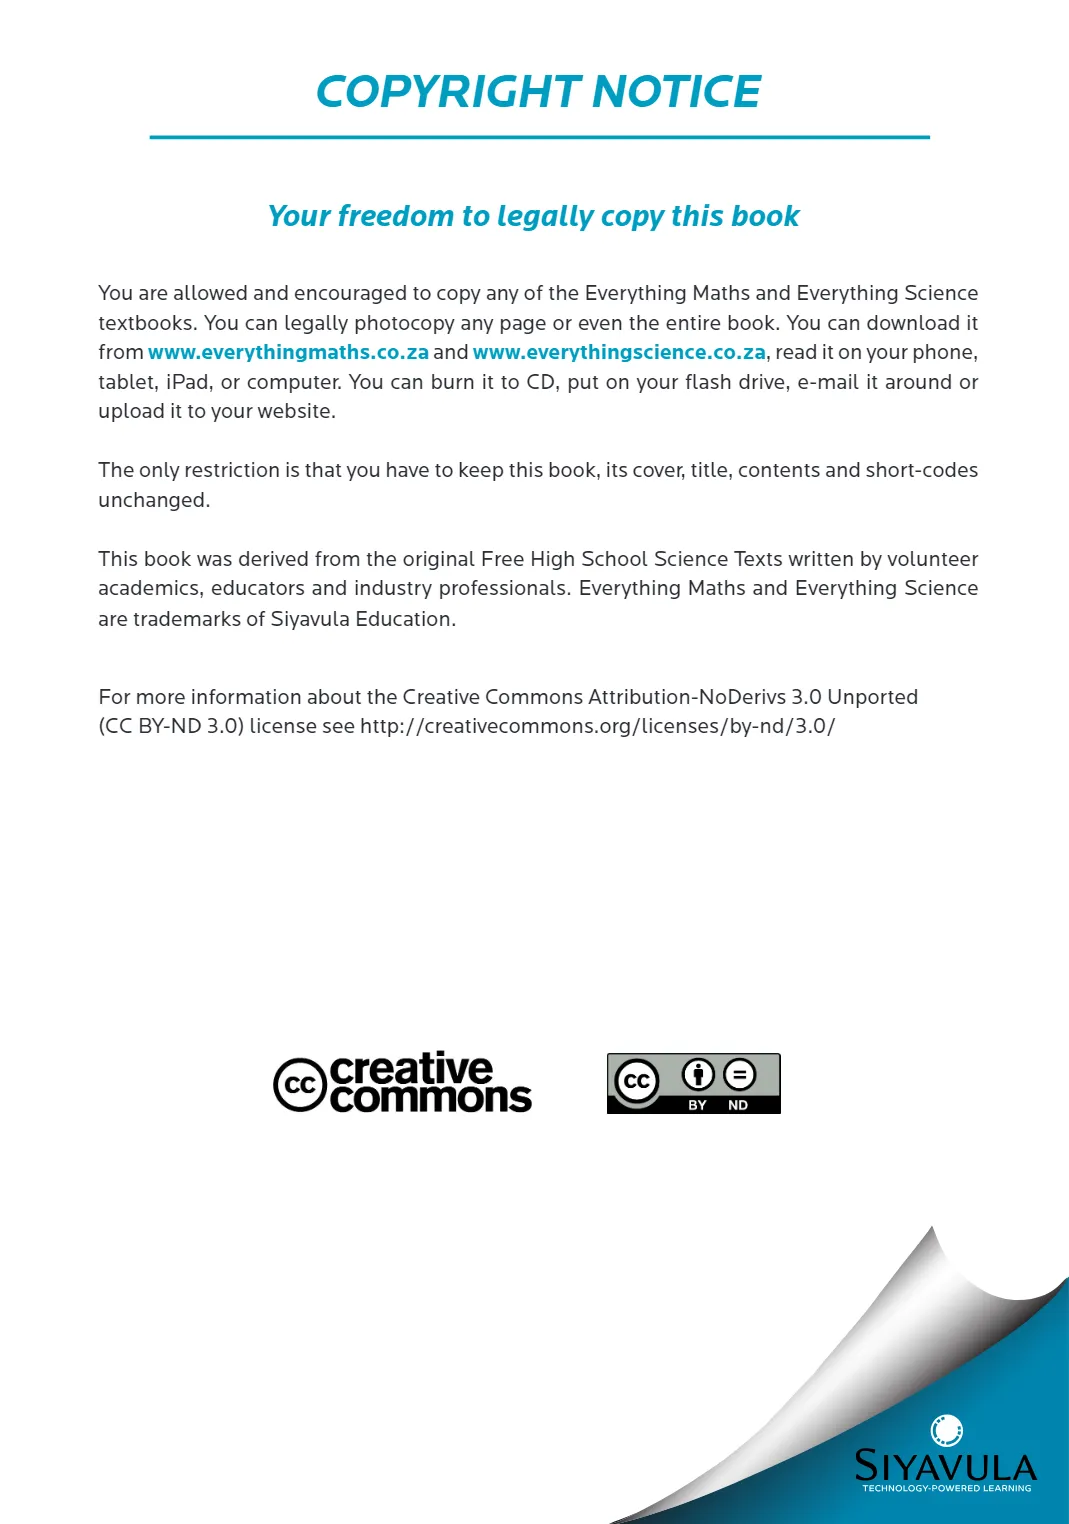 COPYRIGHT NOTICE
Your freedom to legally copy this book
You are allowed and encouraged to copy any of the Everything Maths and Everything Science
textbooks. You can legally photocopy any page or even the entire book. You can download it
from www.everythingmaths.co.za and www.everythingscience.co.za, read it on your phone,
tablet, iPad, or computer. You can burn it to CD, put on your flash drive, e-mail it around or
upload it to your website.
The only restriction is that you have to keep this book, its cover, title, contents and short-codes
unchanged.
This book was derived from the original Free High School Science Texts written by volunteer
academics, educators and industry professionals. Everything Maths and Everything Science
are trademarks of Siyavula Education.
For more information about the Creative Commons Attribution-NoDerivs 3.0 Unported
(CC BY-ND 3.0) license see http://creativecommons.org/licenses/by-nd/3.0/
cc creative
commons
cc =
BY ND
SIYAVULA
TECHNOLOGY-POWERED LEARNING